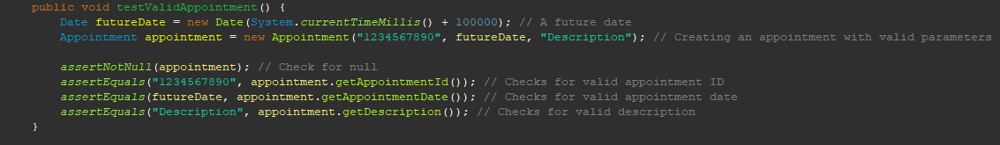 public void testValidAppointment() {
Date futureDate = new Date(System.currentTimeMillis() + 100000); // A future date
Appointment appointment = new Appointment("1234567890", futureDate, "Description"); // Creating an appointment with valid parameters
assertNotNull(appointment); // Check for null
assertEquals("1234567890", appointment.getAppointmentId()); // Checks for valid appointment ID
assertEquals(futureDate, appointment.getAppointmentDate()); // Checks for valid appointment date
assertEquals("Description", appointment.getDescription()); // Checks for valid description
}